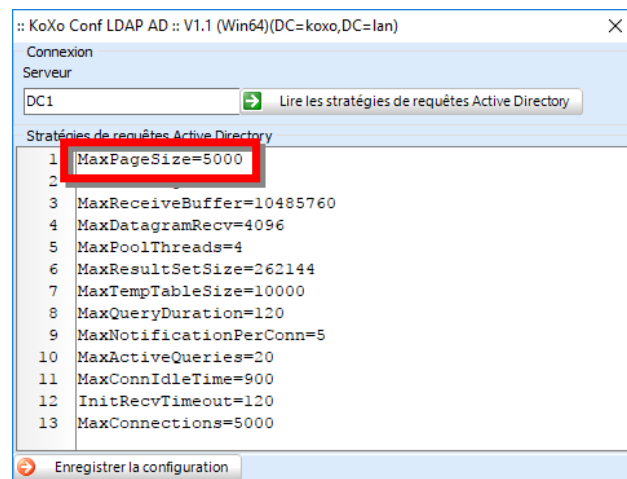 :: KoXo Conf LDAP AD :: V1.1 (Win64)(DC=koxo,DC=lan)
Connexion
Serveur
DC1
Lire les stratégies de requêtes Active Directory
Stratégies de requêtes Active Directory
1 MaxPageSize=5000
2
3 MaxReceiveBuffer=10485760
4 MaxDatagramRecv=4096
5 MaxPoolThreads=4
6 MaxResultSetSize=262144
7 MaxTempTableSize=10000
8 MaxQueryDuration=120
9 MaxNotificationPerConn=5
10 MaxActiveQueries=20
11 MaxConnIdleTime=900
12 InitRecvTimeout=120
13 MaxConnections=5000
Enregistrer la configuration